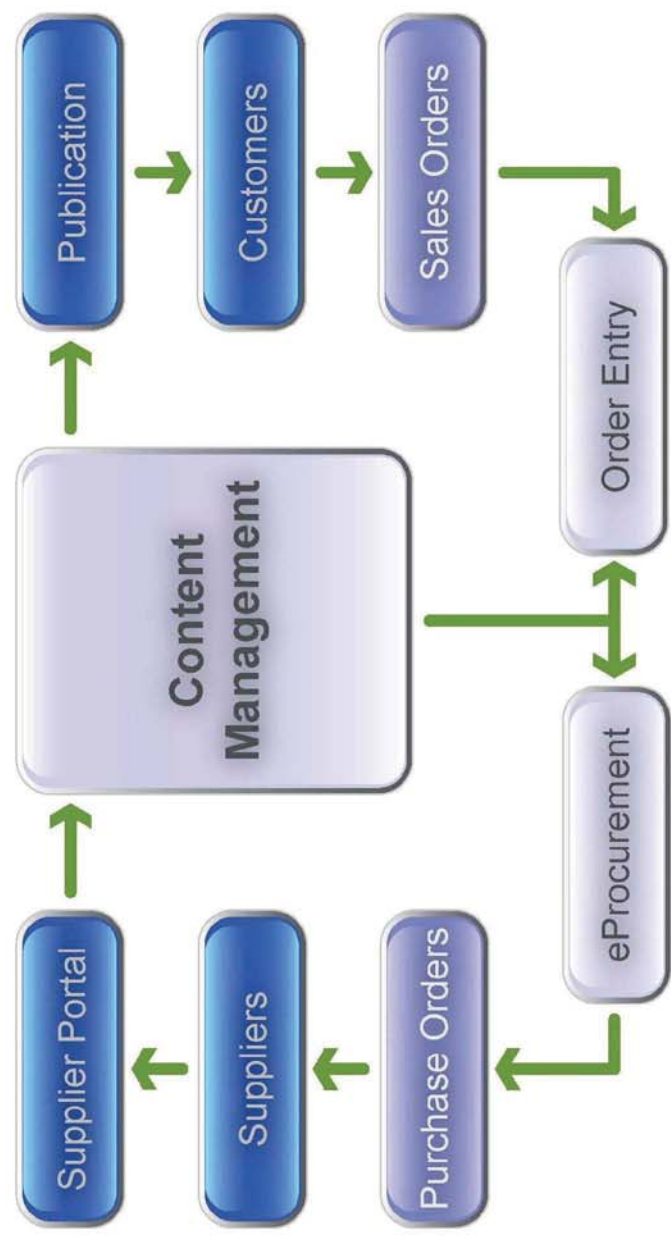 Supplier Portal
Suppliers
Purchase Orders
eProcurement
Content
Management
Publication
Customers
Sales Orders
Order Entry